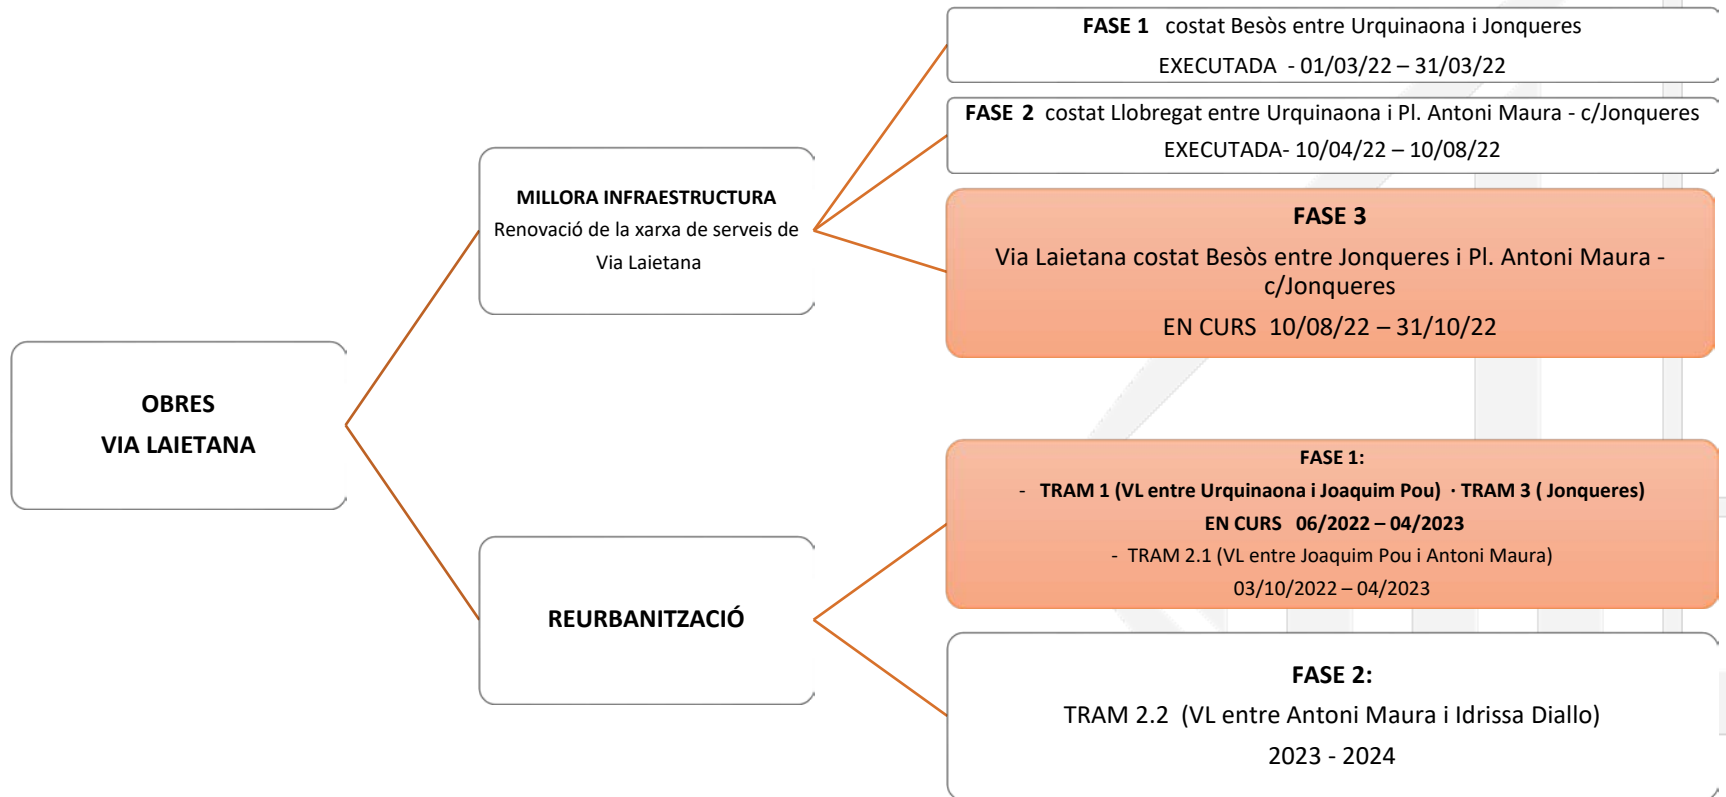 OBRES
VIA LAIETANA
MILLORA INFRAESTRUCTURA
Renovació de la xarxa de serveis de
Via Laietana
FASE 1 costat Besòs entre Urquinaona i Jonqueres
EXECUTADA - 01/03/22 – 31/03/22
FASE 2 costat Llobregat entre Urquinaona i Pl. Antoni Maura - c/Jonqueres
EXECUTADA- 10/04/22 – 10/08/22
FASE 3
Via Laietana costat Besòs entre Jonqueres i Pl. Antoni Maura -
c/Jonqueres
EN CURS 10/08/22 – 31/10/22
REURBANITZACIÓ
FASE 1:
- TRAM 1 (VL entre Urquinaona i Joaquim Pou) · TRAM 3 ( Jonqueres)
EN CURS 06/2022 – 04/2023
- TRAM 2.1 (VL entre Joaquim Pou i Antoni Maura)
03/10/2022 – 04/2023
FASE 2:
TRAM 2.2 (VL entre Antoni Maura i Idrissa Diallo)
2023 - 2024